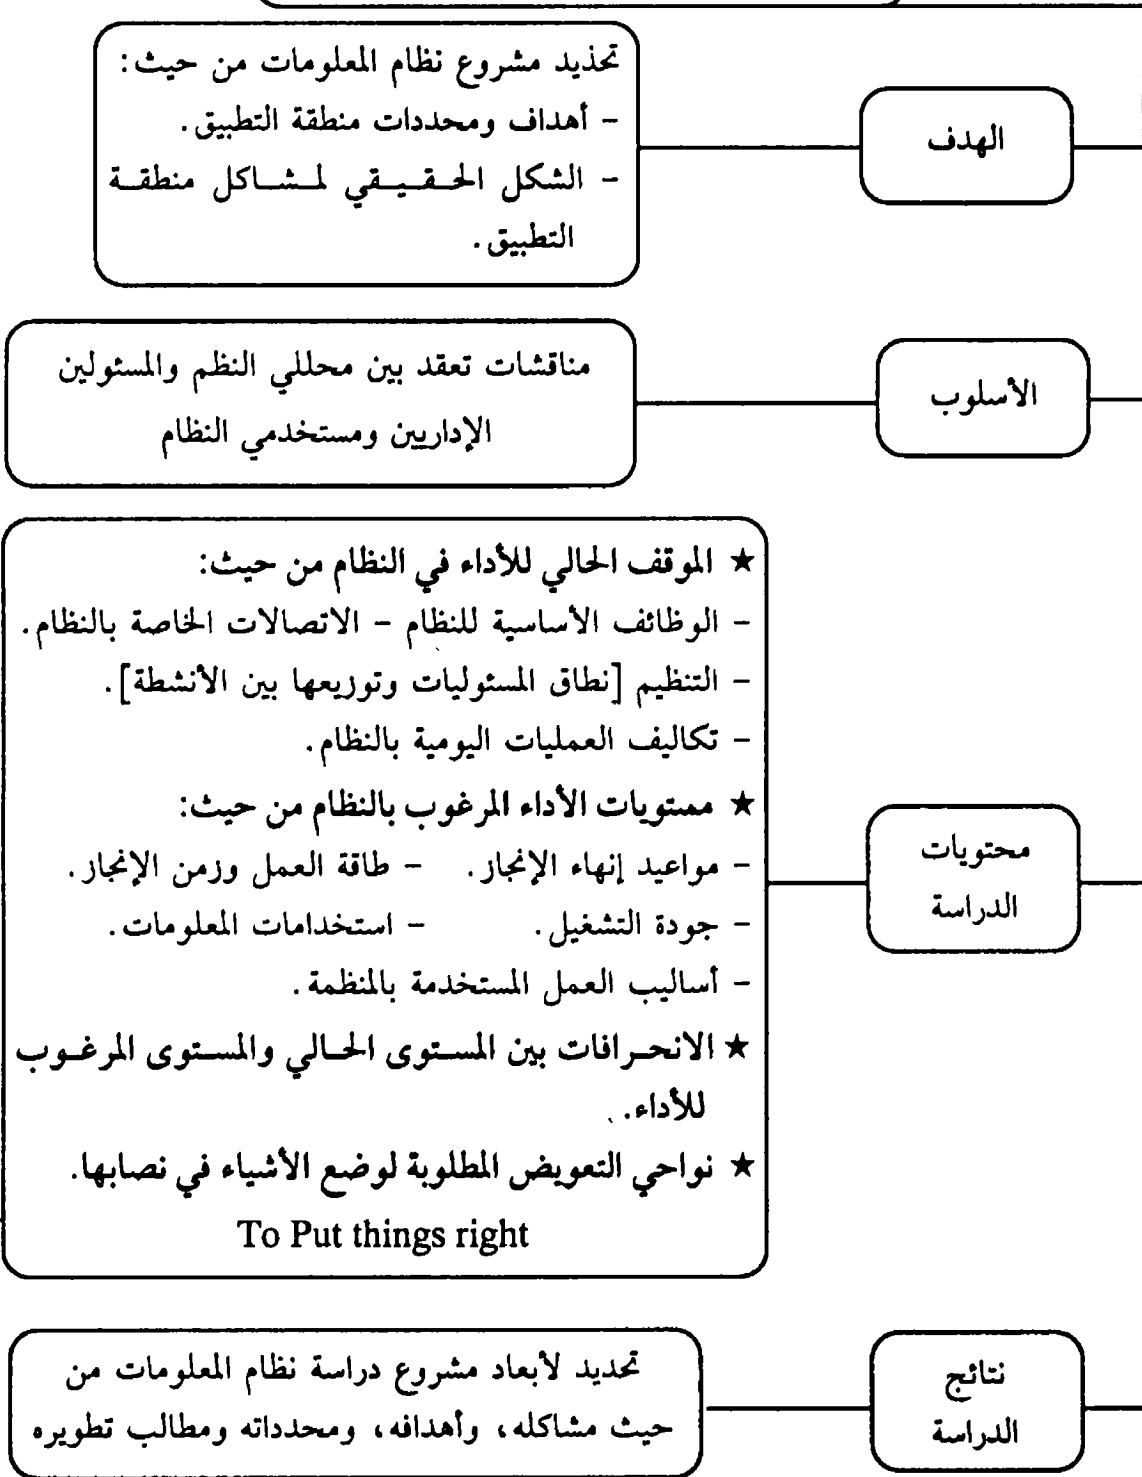 الهدف
تحذيد مشروع نظام المعلومات من حيث:
- أهداف ومحددات منطقة التطبيق.
- الشكل الحقيقي لمشاكل منطقة
التطبيق.
الأسلوب
مناقشات تعقد بين محللي النظم والمسئولين
الإداريين ومستخدمي النظام
محتويات
الدراسة
★ الموقف الحالي للأداء في النظام من حيث:
- الوظائف الأساسية للنظام - الاتصالات الخاصة بالنظام.
- التنظيم [نطاق المسئوليات وتوزيعها بين الأنشطة].
- تكاليف العمليات اليومية بالنظام.
★ مستويات الأداء المرغوب بالنظام من حيث:
- مواعيد إنهاء الإنجاز. - طاقة العمل وزمن الإنجاز.
- جودة التشغيل. - استخدامات المعلومات.
- أساليب العمل المستخدمة بالمنظمة.
★ الانحرافات بين المستوى الحالي والمستوى المرغوب
للأداء.
★ نواحي التعويض المطلوبة لوضع الأشياء في نصابها.
To Put things right
نتائج
الدراسة
تحديد لأبعاد مشروع دراسة نظام المعلومات من
حيث مشاكله، وأهدافه، ومحدداته ومطالب تطويره